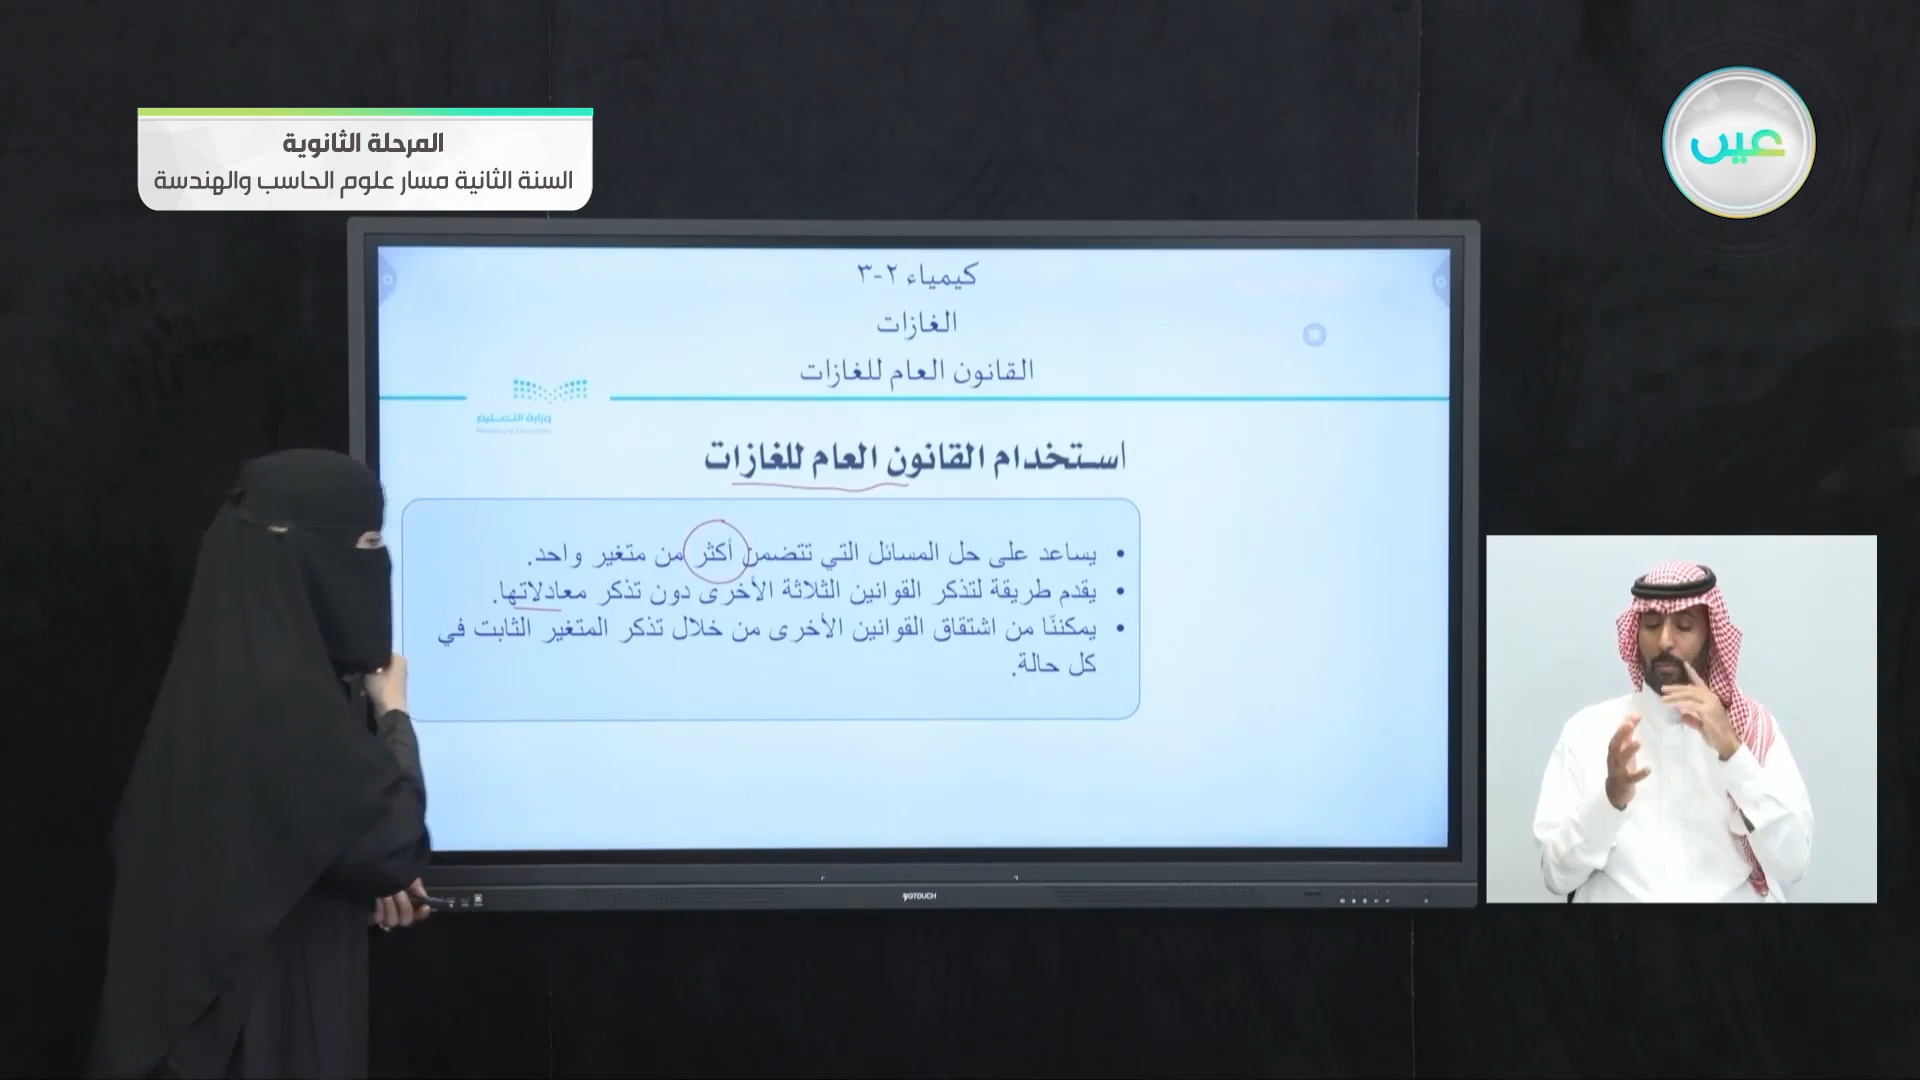 المرحلة الثانوية
السنة الثانية مسار علوم الحاسب والهندسة
عين
كيمياء ٢-٣
الغازات
القانون العام للغازات
وزارة التعليم
استخدام القانون العام للغازات
• يساعد على حل المسائل التي تتضمن أكثر من متغير واحد.
• يقدم طريقة لتذكر القوانين الثلاثة الأخرى دون تذكر معادلاتها.
• يمكننًا من اشتقاق القوانين الأخرى من خلال تذكر المتغير الثابت في
كل حالة.